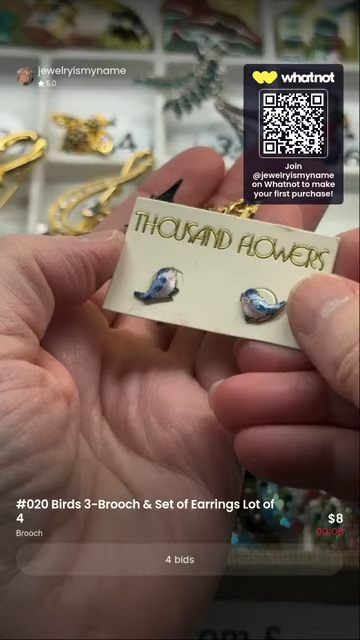 jewelryismyname
★ 5.0
whatnot
Join
@jewelryismyname
on Whatnot to make
your first purchase!
THOUSAND FLOWERS
#020 Birds 3-Brooch & Set of Earrings Lot of
4
$8
Brooch
00:00
4 bids